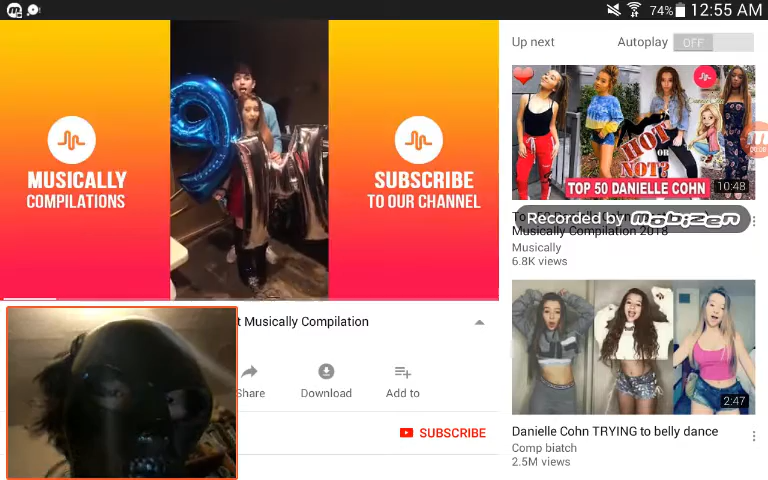 74% 12:55 AM
MUSICALLY
COMPILATIONS
SUBSCRIBE
TO OUR CHANNEL
t Musically Compilation
Share
Download
Add to
SUBSCRIBE
Up next
Autoplay OFF
HOT
OR
NOT?
TOP 50 DANIELLE COHN
10:48
00:08
Recorded by Mobizen
Musically Compilation 2018
Musically
6.8K views
2:47
Danielle Cohn TRYING to belly dance
Comp biatch
2.5M views